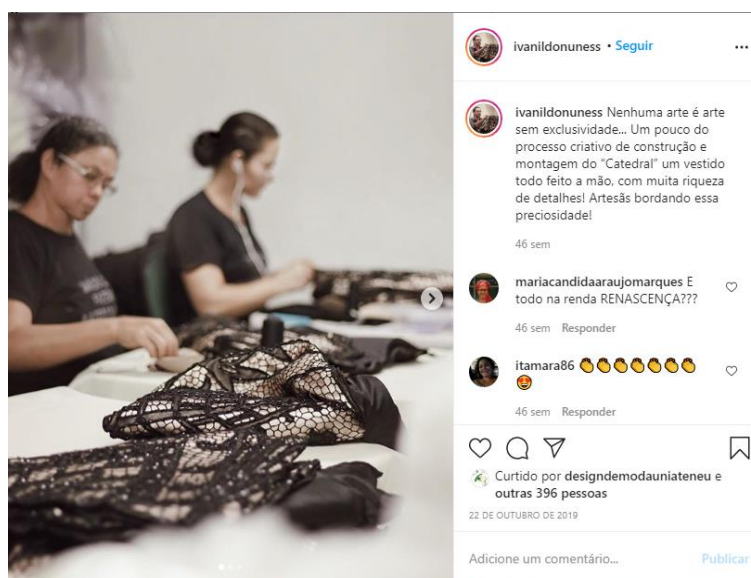 ivanildonuness • Seguir
ivanildonuness Nenhuma arte é arte
sem exclusividade... Um pouco do
processo criativo de construção e
montagem do "Catedral" um vestido
todo feito a mão, com muita riqueza
de detalhes! Artesãs bordando essa
preciosidade!
46 sem
mariacandidaaraujomarques E
todo na renda RENASCENÇA???
46 sem Responder
itamara86 👏👏👏👏👏👏👏
🤩
46 sem Responder
Curtido por designdemodauniateneu e
outras 396 pessoas
22 DE OUTUBRO DE 2019
Adicione um comentário... Publicar